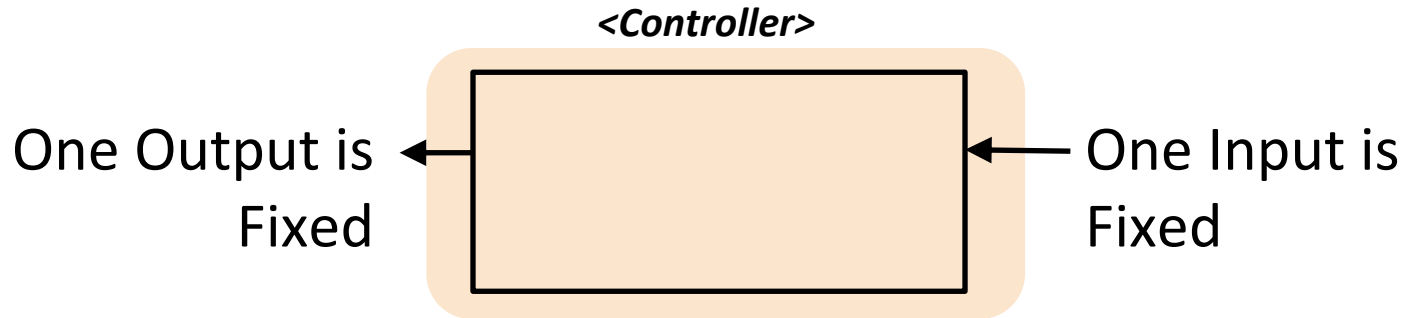 <Controller>
One Output is
Fixed
One Input is
Fixed